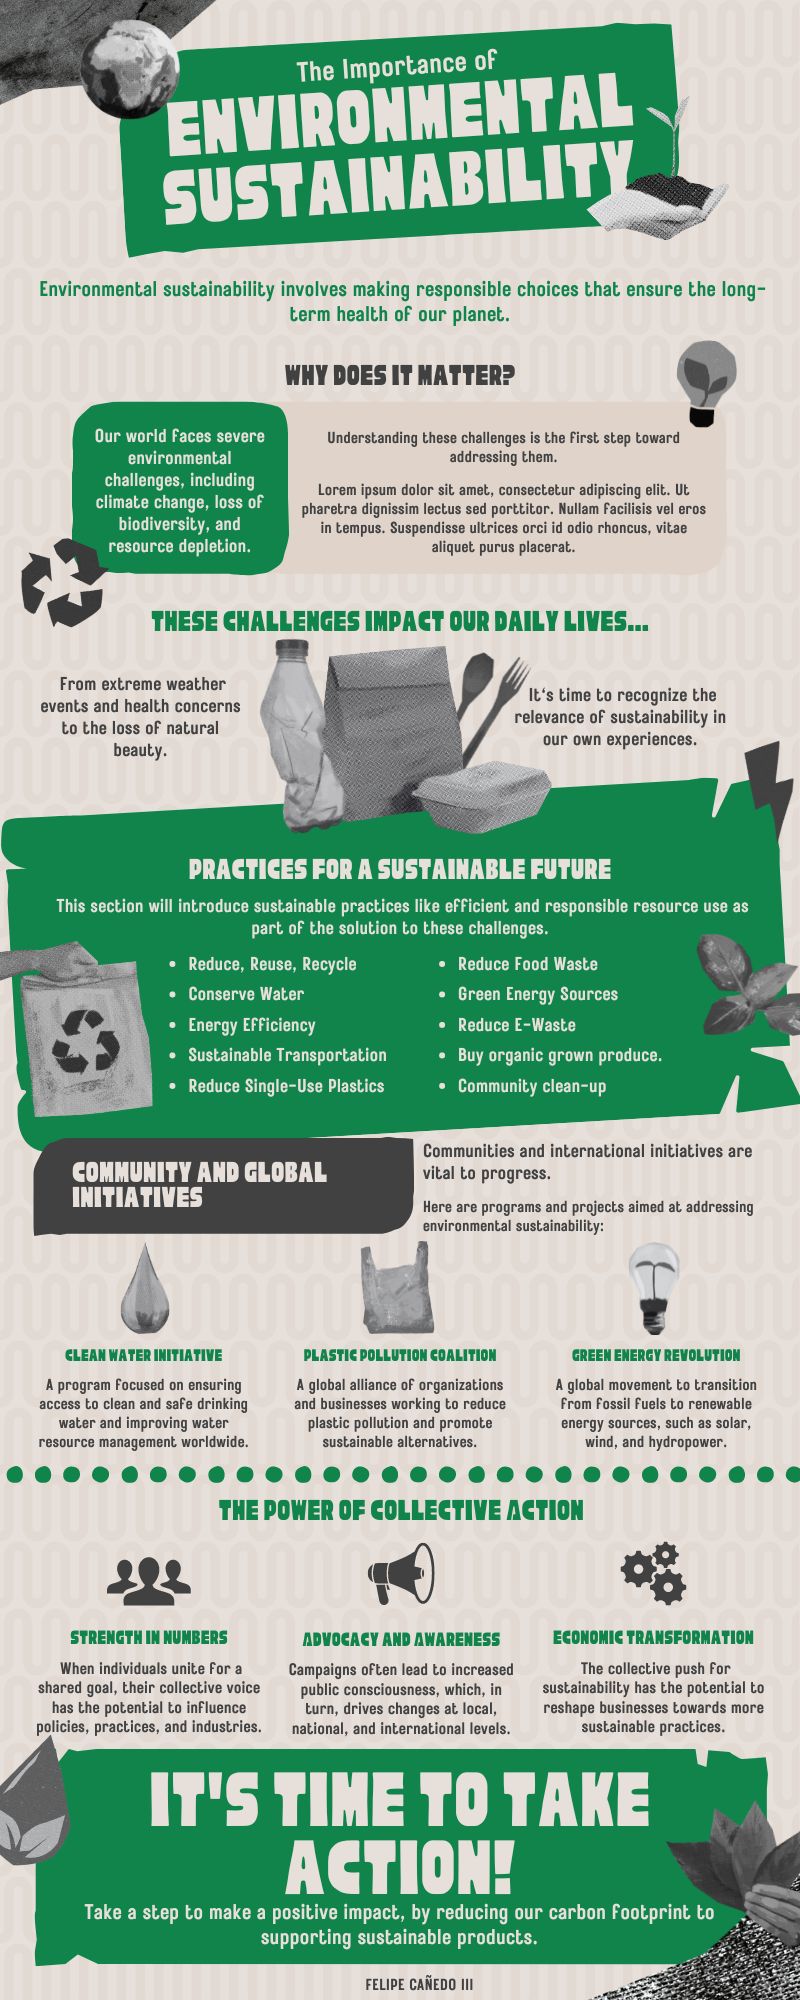 The Importance of
ENVIRONMENTAL
SUSTAINABILITY
Environmental sustainability involves making responsible choices that ensure the long-
term health of our planet.
WHY DOES IT MATTER?
Our world faces severe
environmental
challenges, including
climate change, loss of
biodiversity, and
resource depletion.
Understanding these challenges is the first step toward
addressing them.
Lorem ipsum dolor sit amet, consectetur adipiscing elit. Ut
pharetra dignissim lectus sed porttitor. Nullam facilisis vel eros
in tempus. Suspendisse ultrices orci id odio rhoncus, vitae
aliquet purus placerat.
THESE CHALLENGES IMPACT OUR DAILY LIVES...
From extreme weather
events and health concerns
to the loss of natural
beauty.
It's time to recognize the
relevance of sustainability in
our own experiences.
PRACTICES FOR A SUSTAINABLE FUTURE
This section will introduce sustainable practices like efficient and responsible resource use as
part of the solution to these challenges.
• Reduce, Reuse, Recycle
• Conserve Water
• Energy Efficiency
• Sustainable Transportation
• Reduce Single-Use Plastics
• Reduce Food Waste
• Green Energy Sources
• Reduce E-Waste
• Buy organic grown produce.
• Community clean-up
COMMUNITY AND GLOBAL
INITIATIVES
Communities and international initiatives are
vital to progress.
Here are programs and projects aimed at addressing
environmental sustainability:
CLEAN WATER INITIATIVE
A program focused on ensuring
access to clean and safe drinking
water and improving water
resource management worldwide.
PLASTIC POLLUTION COALITION
A global alliance of organizations
and businesses working to reduce
plastic pollution and promote
sustainable alternatives.
GREEN ENERGY REVOLUTION
A global movement to transition
from fossil fuels to renewable
energy sources, such as solar,
wind, and hydropower.
THE POWER OF COLLECTIVE ACTION
STRENGTH IN NUMBERS
When individuals unite for a
shared goal, their collective voice
has the potential to influence
policies, practices, and industries.
ADVOCACY AND AWARENESS
Campaigns often lead to increased
public consciousness, which, in
turn, drives changes at local,
national, and international levels.
ECONOMIC TRANSFORMATION
The collective push for
sustainability has the potential to
reshape businesses towards more
sustainable practices.
IT'S TIME TO TAKE
ACTION!
Take a step to make a positive impact, by reducing our carbon footprint to
supporting sustainable products.
FELIPE CAÑEDO III